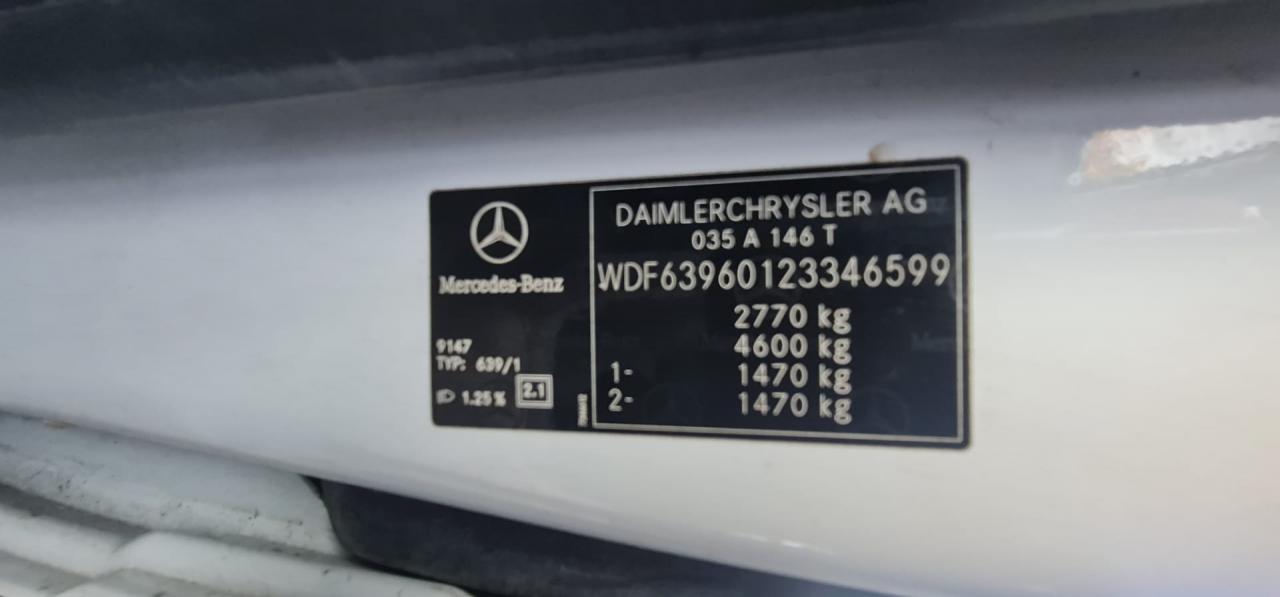 Mercedes-Benz
9147
TYP: 639/1
1.25 %
2.1
DAIMLERCHRYSLER AG
035 A 146 T
WDF63960123346599
2770 kg
4600 kg
1- 1470 kg
2- 1470 kg